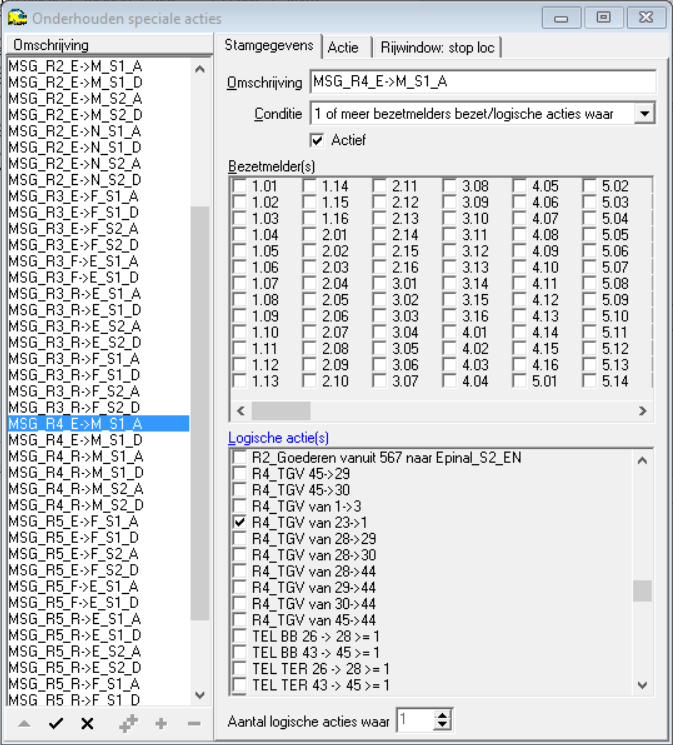 Onderhouden speciale acties
Omschrijving
MSG_R2_E->M_S1_A
MSG_R2_E->M_S1_D
MSG_R2_E->M_S2_A
MSG_R2_E->M_S2_D
MSG_R2_E->N_S1_A
MSG_R2_E->N_S1_D
MSG_R2_E->N_S2_A
MSG_R2_E->N_S2_D
MSG_R3_E->F_S1_A
MSG_R3_E->F_S1_D
MSG_R3_E->F_S2_A
MSG_R3_E->F_S2_D
MSG_R3_F->E_S1_A
MSG_R3_F->E_S1_D
MSG_R3_R->E_S1_A
MSG_R3_R->E_S1_D
MSG_R3_R->E_S2_A
MSG_R3_R->E_S2_D
MSG_R3_R->F_S1_A
MSG_R3_R->F_S1_D
MSG_R3_R->F_S2_A
MSG_R3_R->F_S2_D
MSG_R4_E->M_S1_A
MSG_R4_E->M_S1_D
MSG_R4_R->M_S1_A
MSG_R4_R->M_S1_D
MSG_R4_R->M_S2_A
MSG_R4_R->M_S2_D
MSG_R5_E->F_S1_A
MSG_R5_E->F_S1_D
MSG_R5_E->F_S2_A
MSG_R5_E->F_S2_D
MSG_R5_F->E_S1_A
MSG_R5_F->E_S1_D
MSG_R5_R->E_S1_A
MSG_R5_R->E_S1_D
MSG_R5_R->E_S2_A
MSG_R5_R->E_S2_D
MSG_R5_R->F_S1_A
MSG_R5_R->F_S1_D
Stamgegevens Actie Rijwindow: stop loc
Omschrijving MSG_R4_E->M_S1_A
Conditie 1 of meer bezetmelders bezet/logische acties waar
Actief
Bezetmelder(s)
1.01 1.14 2.11 3.08 4.05 5.02
1.02 1.15 2.12 3.09 4.06 5.03
1.03 1.16 2.13 3.10 4.07 5.04
1.04 2.01 2.14 3.11 4.08 5.05
1.05 2.02 2.15 3.12 4.09 5.06
1.06 2.03 2.16 3.13 4.10 5.07
1.07 2.04 3.01 3.14 4.11 5.08
1.08 2.05 3.02 3.15 4.12 5.09
1.09 2.06 3.03 3.16 4.13 5.10
1.10 2.07 3.04 4.01 4.14 5.11
1.11 2.08 3.05 4.02 4.15 5.12
1.12 2.09 3.06 4.03 4.16 5.13
1.13 2.10 3.07 4.04 5.01 5.14
Logische actie(s)
R2_Goederen vanuit 567 naar Epinal_S2_EN
R4_TGV 45->29
R4_TGV 45->30
R4_TGV van 1->3
R4_TGV van 23->1
R4_TGV van 28->29
R4_TGV van 28->30
R4_TGV van 28->44
R4_TGV van 29->44
R4_TGV van 30->44
R4_TGV van 45->44
TEL BB 26 -> 28 >= 1
TEL BB 43 -> 45 >= 1
TEL TER 26 -> 28 >= 1
TEL TER 43 -> 45 >= 1
Aantal logische acties waar 1